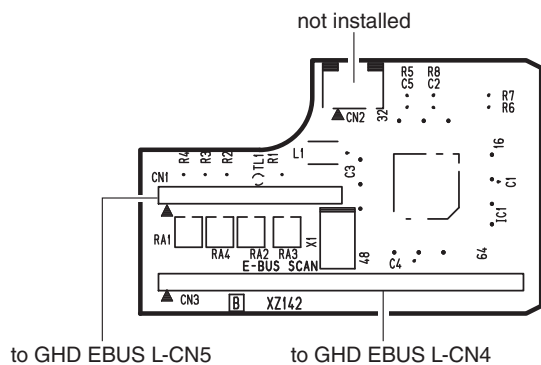 not installed
R5 R8
C5 C2
R7
R6
CN2
32
16
R4 R3 R2 TL1 R1
L1
C3
CN1
C1
IC1
RA1 RA4 RA2 RA3 X1
48
C4
64
E-BUS SCAN
CN3
B XZ142
to GHD EBUS L-CN5
to GHD EBUS L-CN4